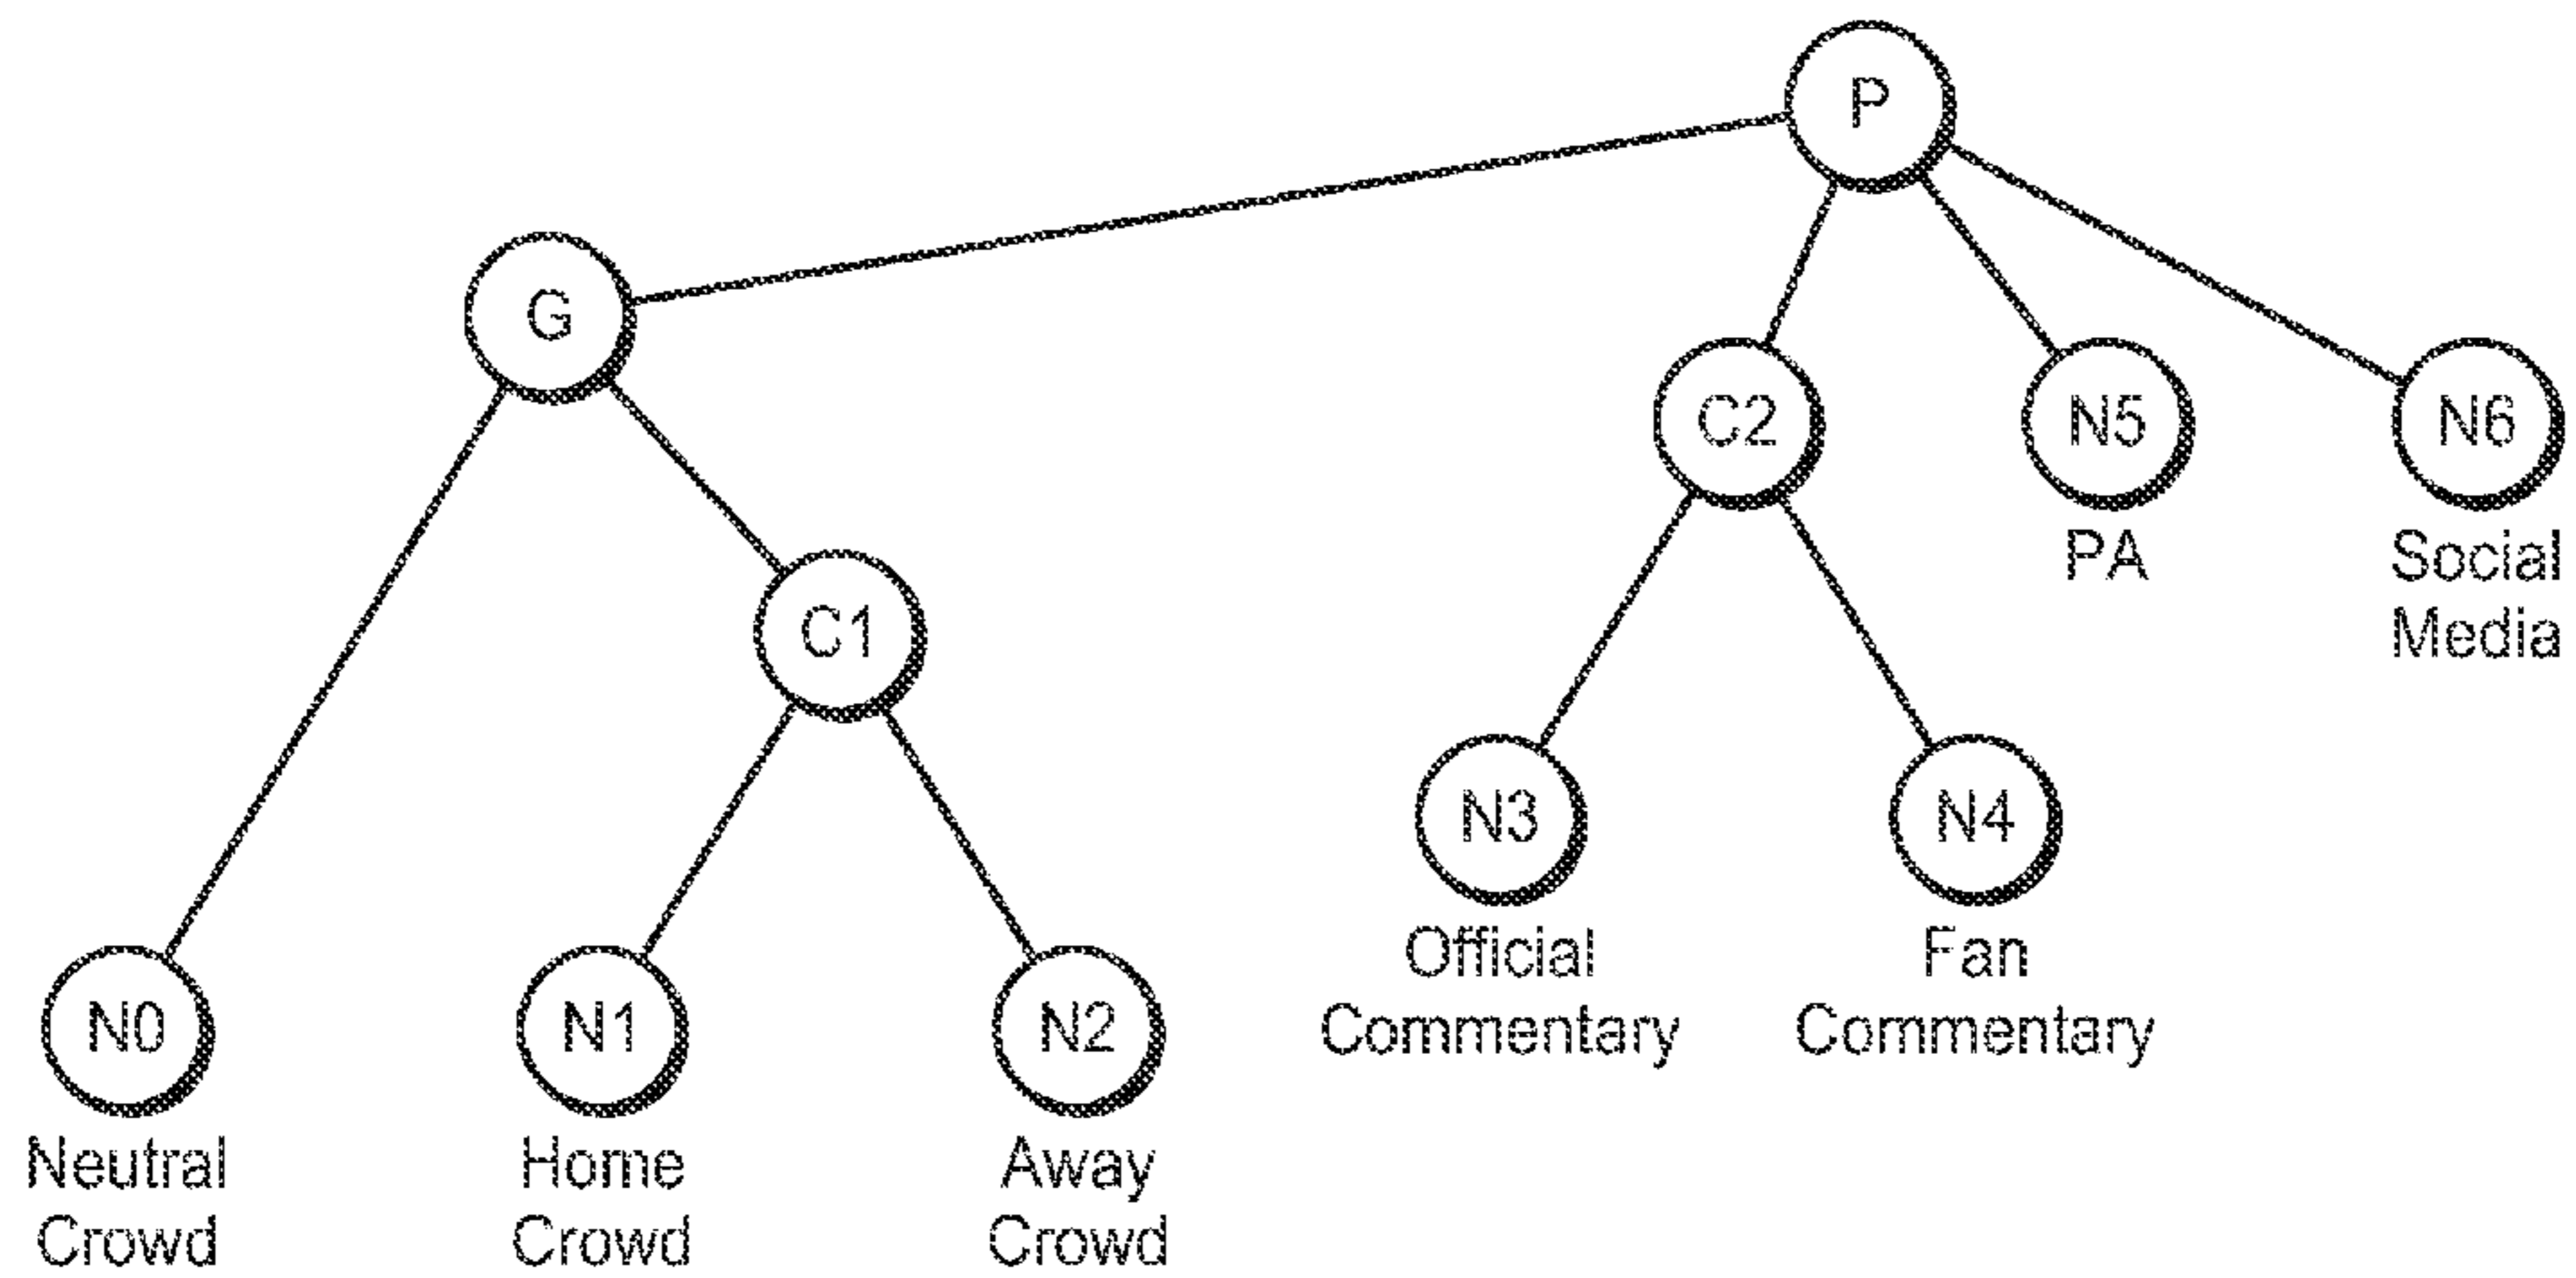 P
G
C2
N5
N6
PA
Social
Media
C1
N3
N4
Official
Commentary
Fan
Commentary
N0
N1
N2
Neutral
Crowd
Home
Crowd
Away
Crowd